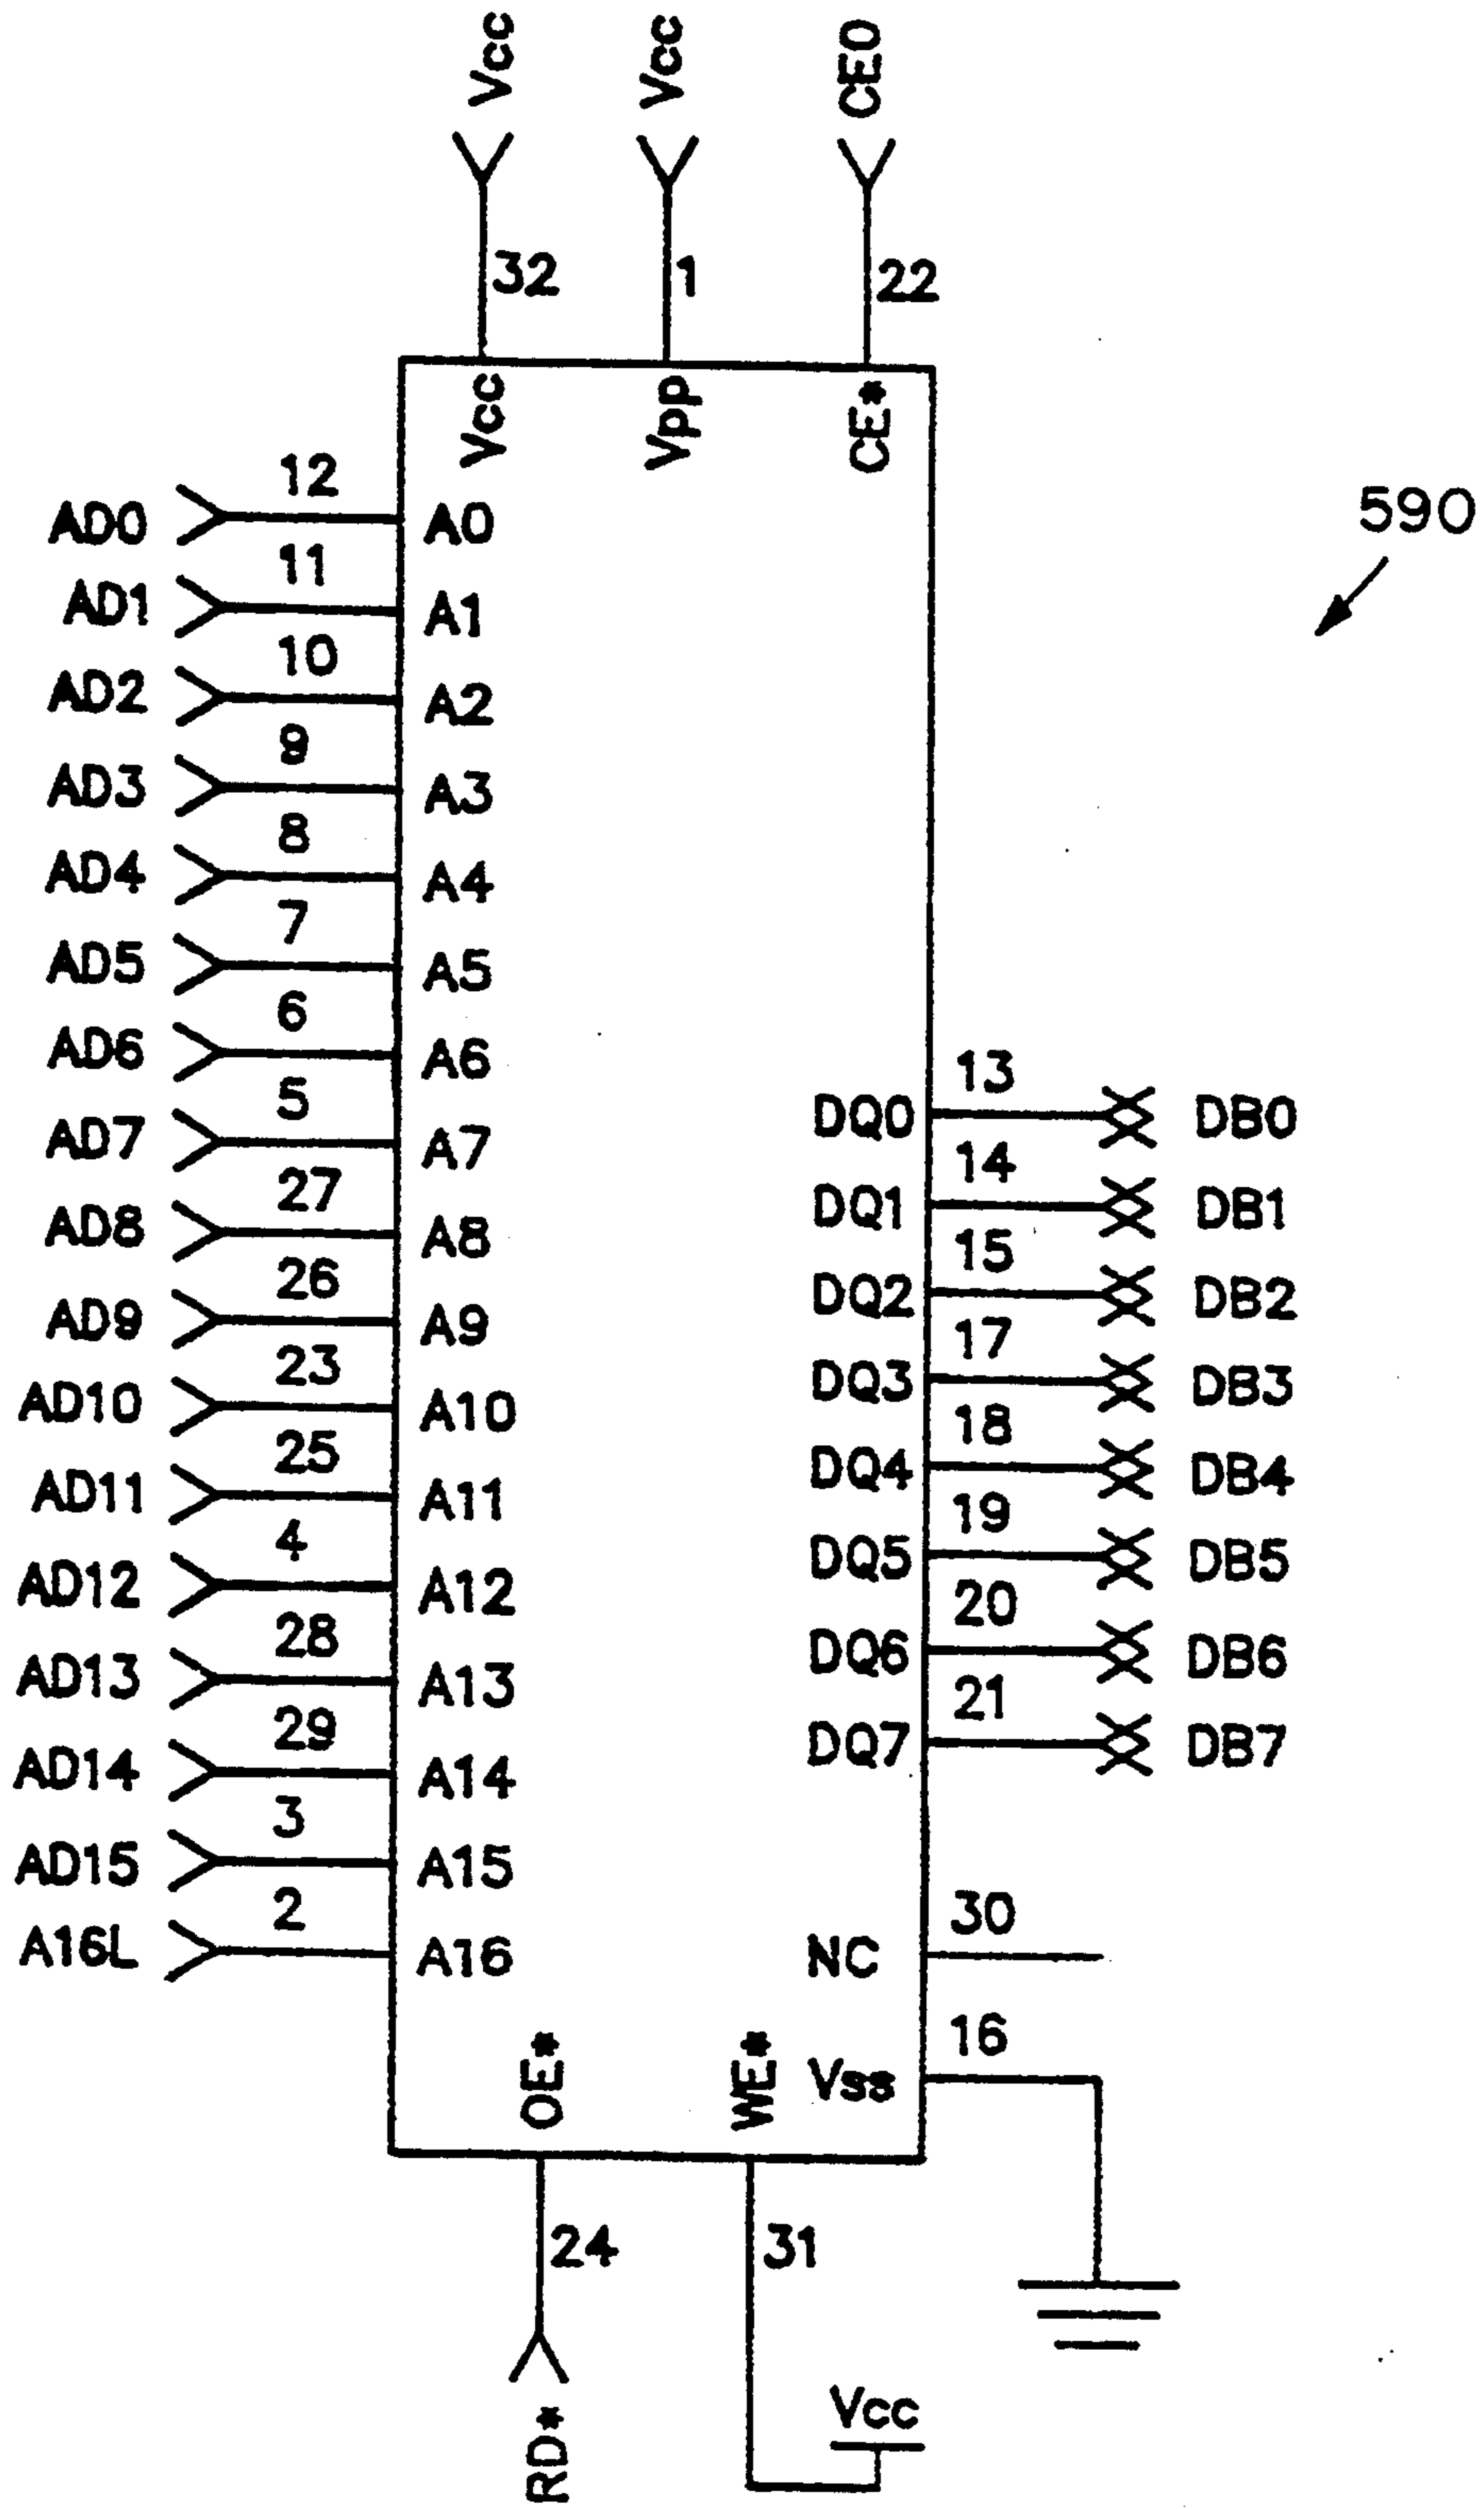 Vcc Vcc CE0
32 1 22
Vcc Vpp CE*
590
12
AD0 A0
11
AD1 A1
10
AD2 A2
9
AD3 A3
8
AD4 A4
7
AD5 A5
6
AD6 A6
5
AD7 A7
27
AD8 A8
26
AD9 A9
23
AD10 A10
25
AD11 A11
4
AD12 A12
28
AD13 A13
29
AD14 A14
3
AD15 A15
2
A16L A16
13
DQ0 DB0
14
DQ1 DB1
15
DQ2 DB2
17
DQ3 DB3
18
DQ4 DB4
19
DQ5 DB5
20
DQ6 DB6
21
DQ7 DB7
30
NC
16
OE* WE* Vss
24 31
RD*
Vcc